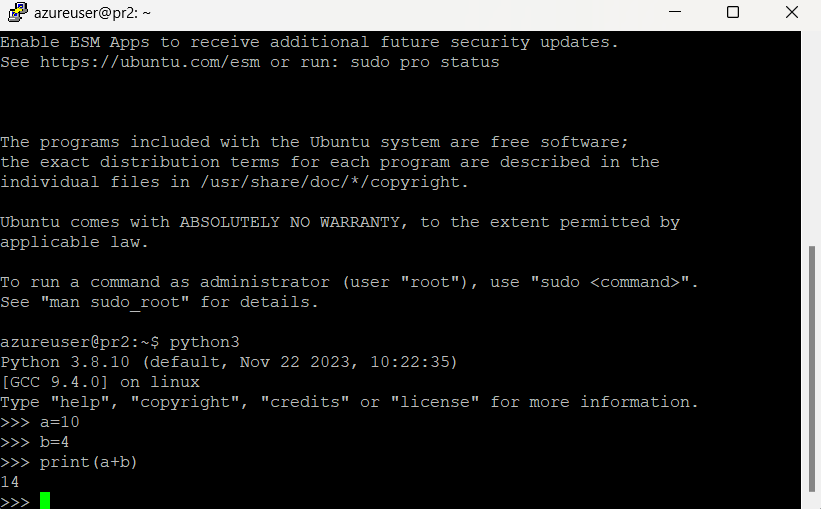 azureuser@pr2: ~
Enable ESM Apps to receive additional future security updates.
See https://ubuntu.com/esm or run: sudo pro status
The programs included with the Ubuntu system are free software;
the exact distribution terms for each program are described in the
individual files in /usr/share/doc/*/copyright.
Ubuntu comes with ABSOLUTELY NO WARRANTY, to the extent permitted by
applicable law.
To run a command as administrator (user "root"), use "sudo <command>".
See "man sudo_root" for details.
azureuser@pr2:~$ python3
Python 3.8.10 (default, Nov 22 2023, 10:22:35)
[GCC 9.4.0] on linux
Type "help", "copyright", "credits" or "license" for more information.
>>> a=10
>>> b=4
>>> print(a+b)
14
>>>